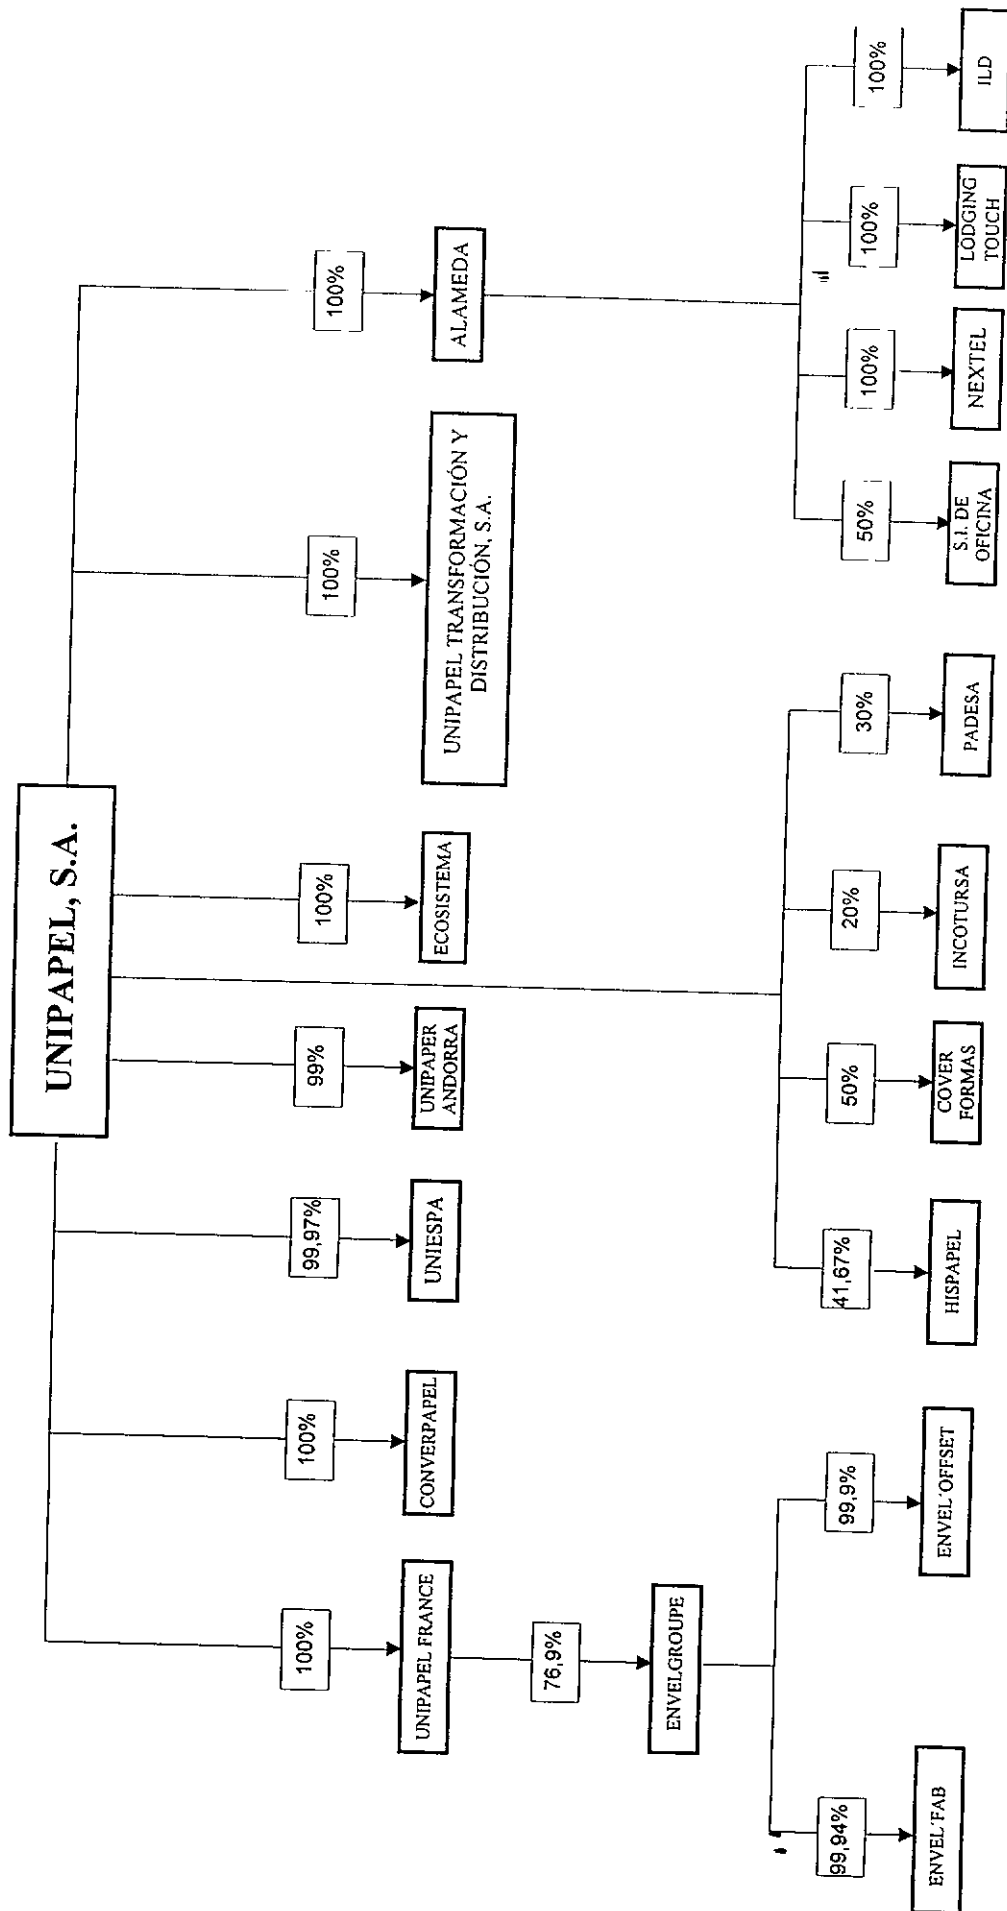 UNIPAPEL, S.A.
100%
100%
99,97%
99%
100%
100%
100%
UNIPAPEL FRANCE
CONVERPAPEL
UNIESPA
UNIPAPER
ANDORRA
ECOSISTEMA
UNIPAPEL TRANSFORMACIÓN Y
DISTRIBUCIÓN, S.A.
ALAMEDA
76,9%
ENVELGROUPE
99,94%
99,9%
41,67%
50%
20%
30%
50%
100%
100%
100%
ENVEL'FAB
ENVEL'OFFSET
HISPAPEL
COVER
FORMAS
INCOTURSA
PADESA
S.I. DE
OFICINA
NEXTEL
LODGING
TOUCH
ILD